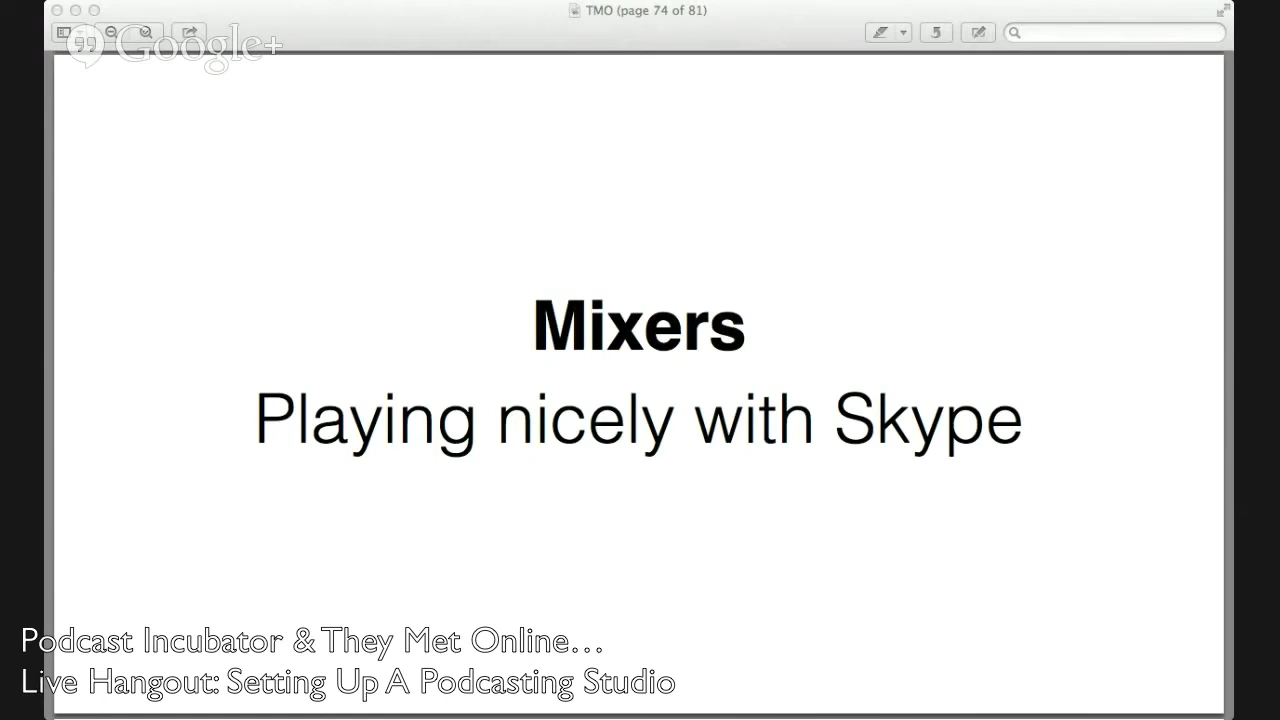 TMO (page 74 of 81)
Google+
Mixers
Playing nicely with Skype
Podcast Incubator & They Met Online...
Live Hangout: Setting Up A Podcasting Studio